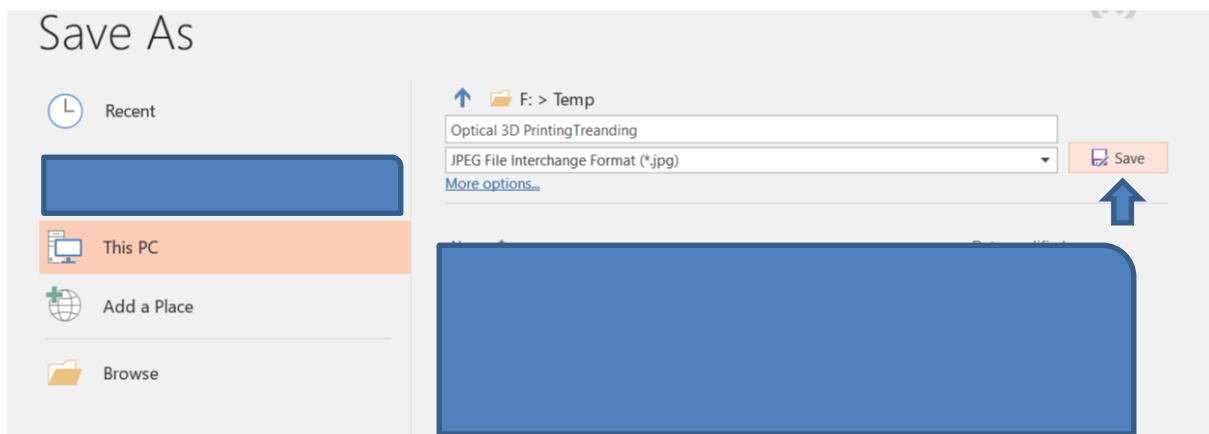 Save As
Recent
This PC
Add a Place
Browse
F: > Temp
Optical 3D PrintingTreanding
JPEG File Interchange Format (*.jpg)
More options...
Save